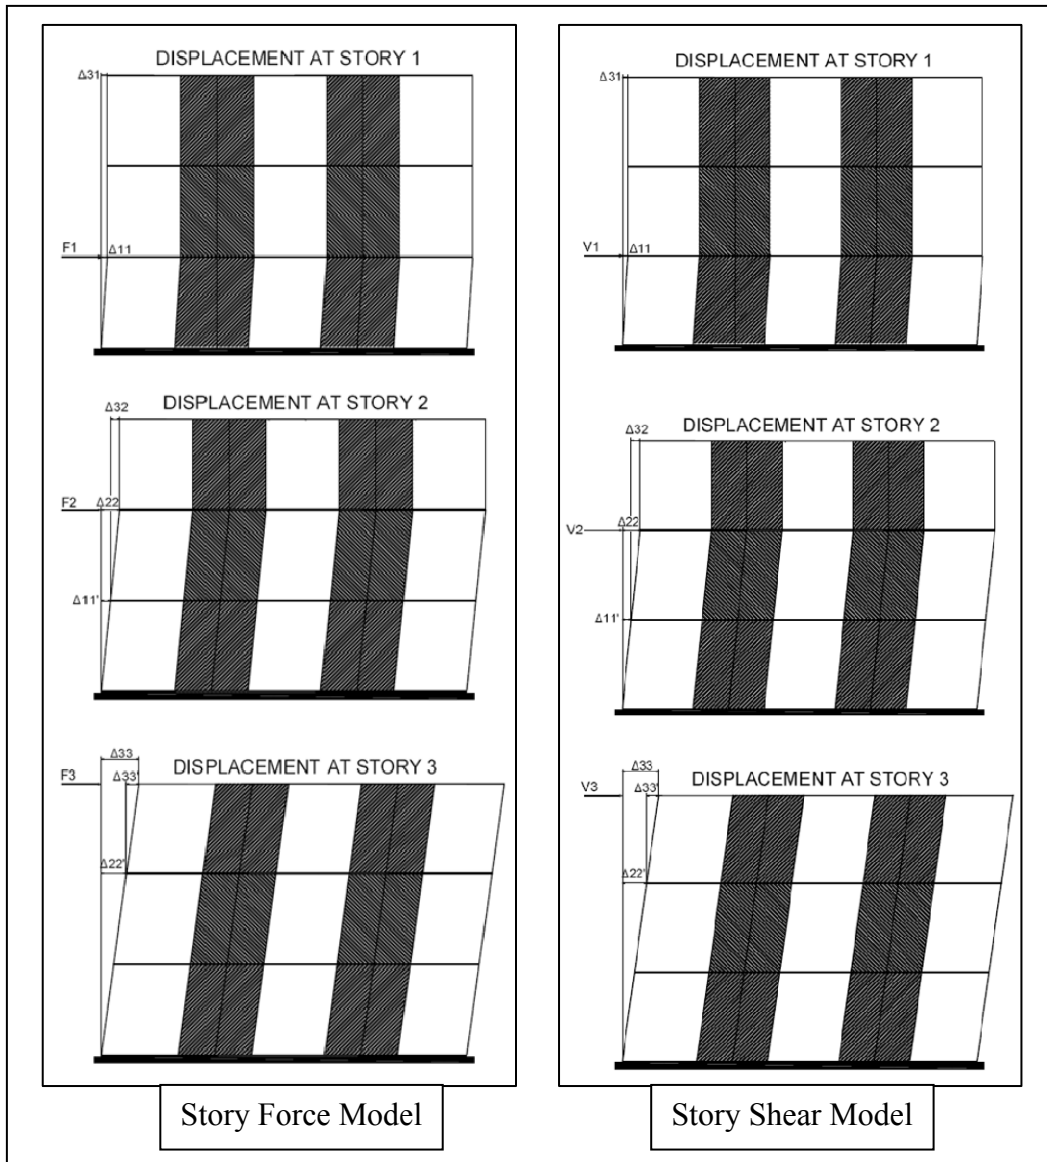 DISPLACEMENT AT STORY 1
Δ31
F1
Δ11
DISPLACEMENT AT STORY 2
Δ32
F2
Δ22
Δ11'
DISPLACEMENT AT STORY 3
Δ33
F3
Δ33'
Δ22'
Story Force Model
DISPLACEMENT AT STORY 1
Δ31
V1
Δ11
DISPLACEMENT AT STORY 2
Δ32
V2
Δ22
Δ11'
DISPLACEMENT AT STORY 3
Δ33
V3
Δ33'
Δ22'
Story Shear Model